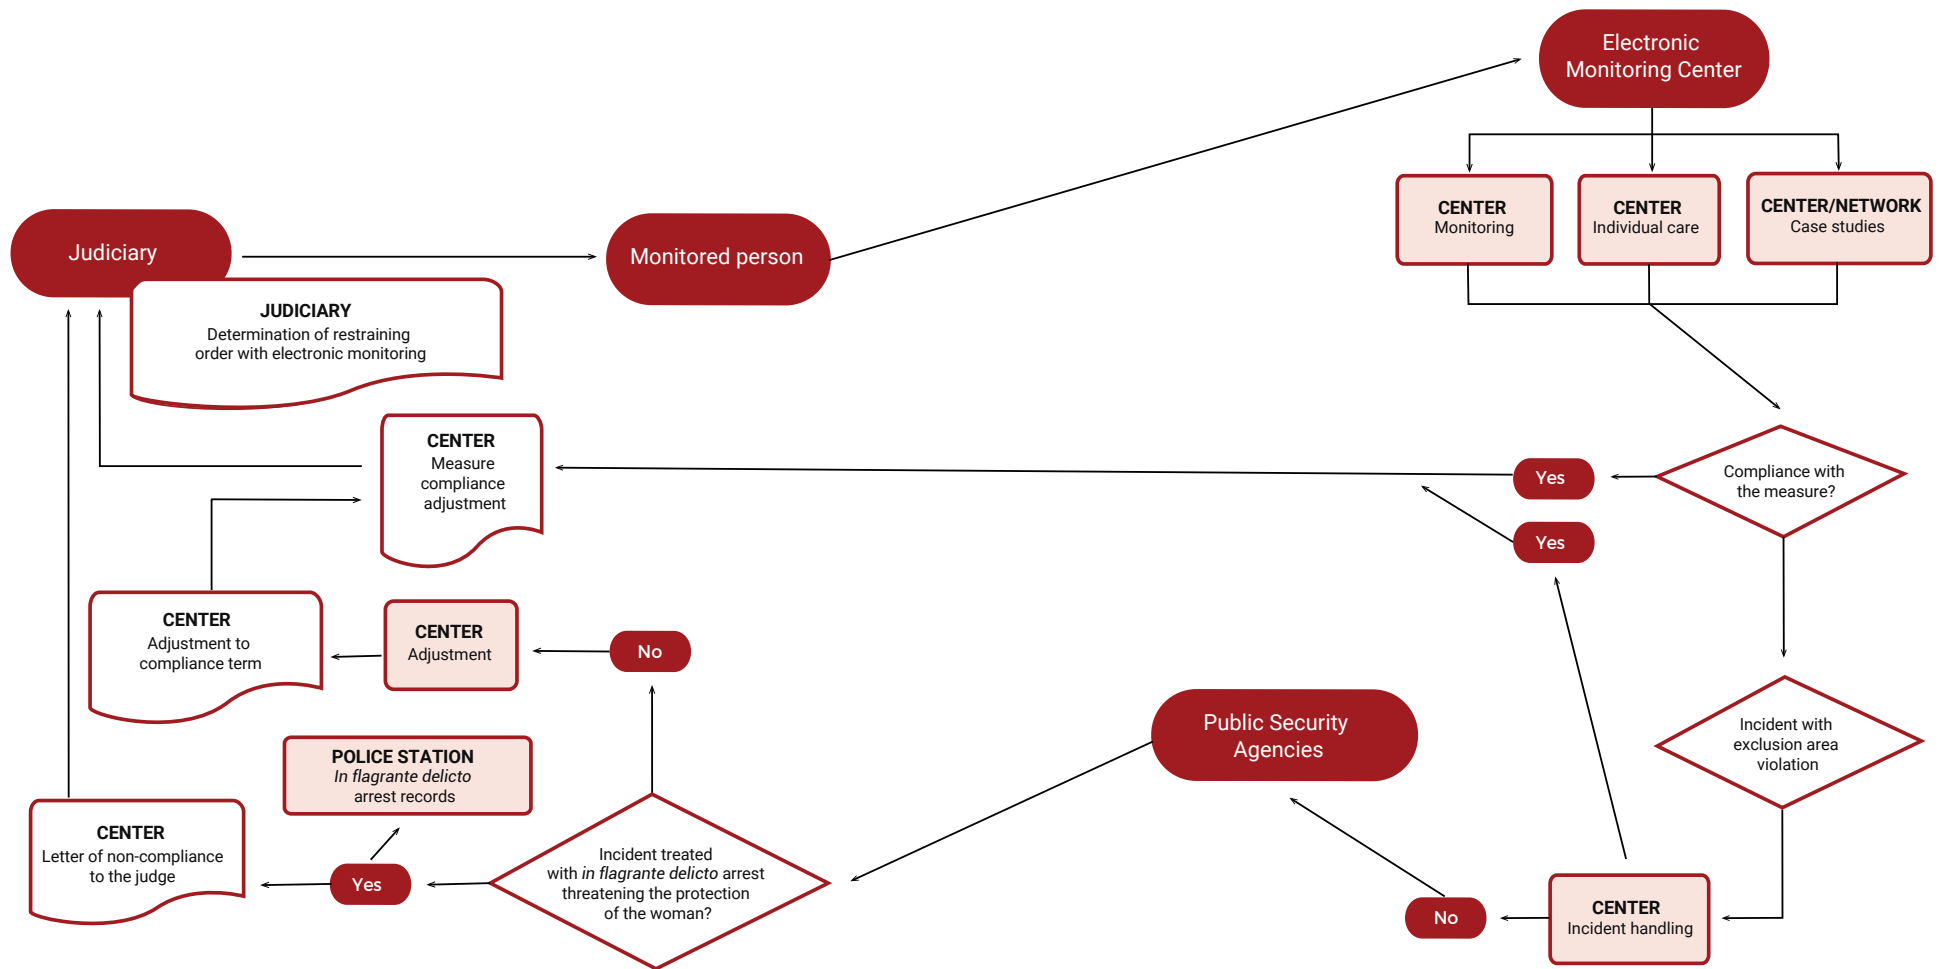 Electronic
Monitoring Center
CENTER
Monitoring
CENTER
Individual care
CENTER/NETWORK
Case studies
Judiciary
Monitored person
JUDICIARY
Determination of restraining
order with electronic monitoring
CENTER
Measure
compliance
adjustment
Yes
Compliance with
the measure?
Yes
CENTER
Adjustment to
compliance term
CENTER
Adjustment
No
Public Security
Agencies
Incident with
exclusion area
violation
POLICE STATION
In flagrante delicto
arrest records
CENTER
Letter of non-compliance
to the judge
Yes
Incident treated
with in flagrante delicto arrest
threatening the protection
of the woman?
No
CENTER
Incident handling